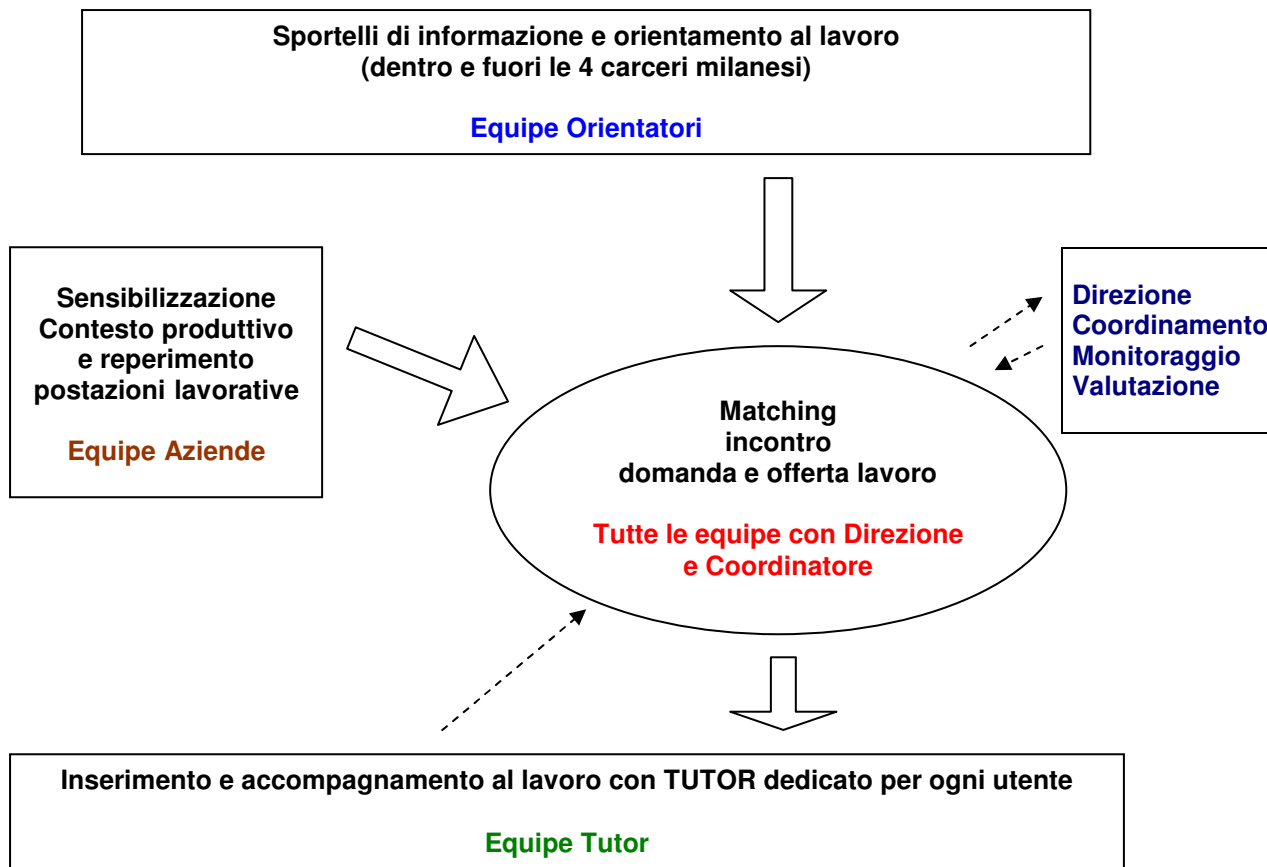 Sportelli di informazione e orientamento al lavoro
(dentro e fuori le 4 carceri milanesi)
Equipe Orientatori
Sensibilizzazione
Contesto produttivo
e reperimento
postazioni lavorative
Equipe Aziende
Direzione
Coordinamento
Monitoraggio
Valutazione
Matching
incontro
domanda e offerta lavoro
Tutte le equipe con Direzione
e Coordinatore
Inserimento e accompagnamento al lavoro con TUTOR dedicato per ogni utente
Equipe Tutor